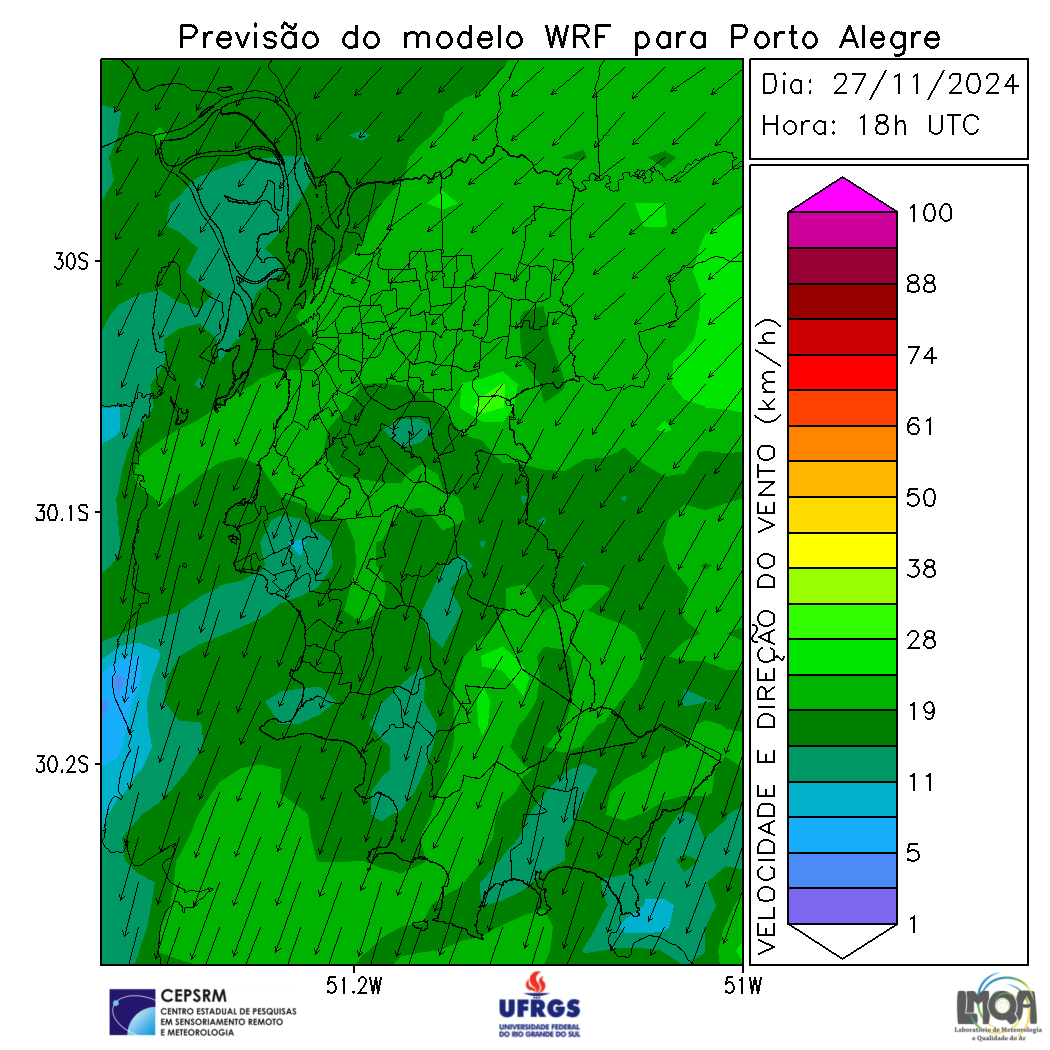 Previsão do modelo WRF para Porto Alegre
Dia: 27/11/2024
Hora: 18h UTC
30S
30.1S
30.2S
51.2W
51W
VELOCIDADE E DIREÇÃO DO VENTO (km/h)
100
88
74
61
50
38
28
19
11
5
1
CEPSRM
CENTRO ESTADUAL DE PESQUISAS
EM SENSORIAMENTO REMOTO
E METEOROLOGIA
UFRGS
UNIVERSIDADE FEDERAL
DO RIO GRANDE DO SUL
LMQA
Laboratório de Meteorologia
e Qualidade do Ar